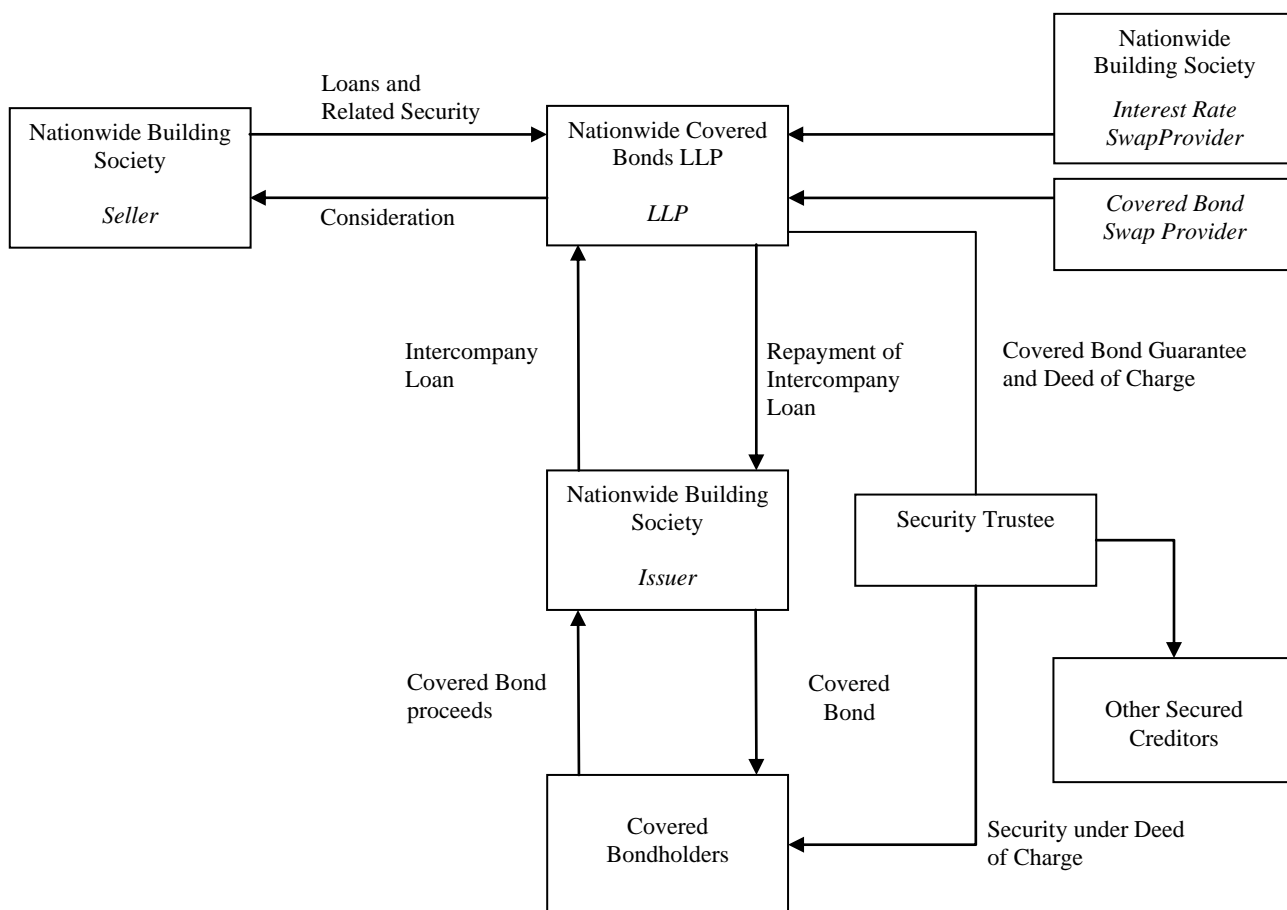 Nationwide
Building Society
Interest Rate
SwapProvider
Loans and
Related Security
Nationwide Building
Society
Seller
Nationwide Covered
Bonds LLP
LLP
Consideration
Covered Bond
Swap Provider
Intercompany
Loan
Repayment of
Intercompany
Loan
Covered Bond Guarantee
and Deed of Charge
Nationwide Building
Society
Issuer
Security Trustee
Covered Bond
proceeds
Covered
Bond
Other Secured
Creditors
Covered
Bondholders
Security under Deed
of Charge